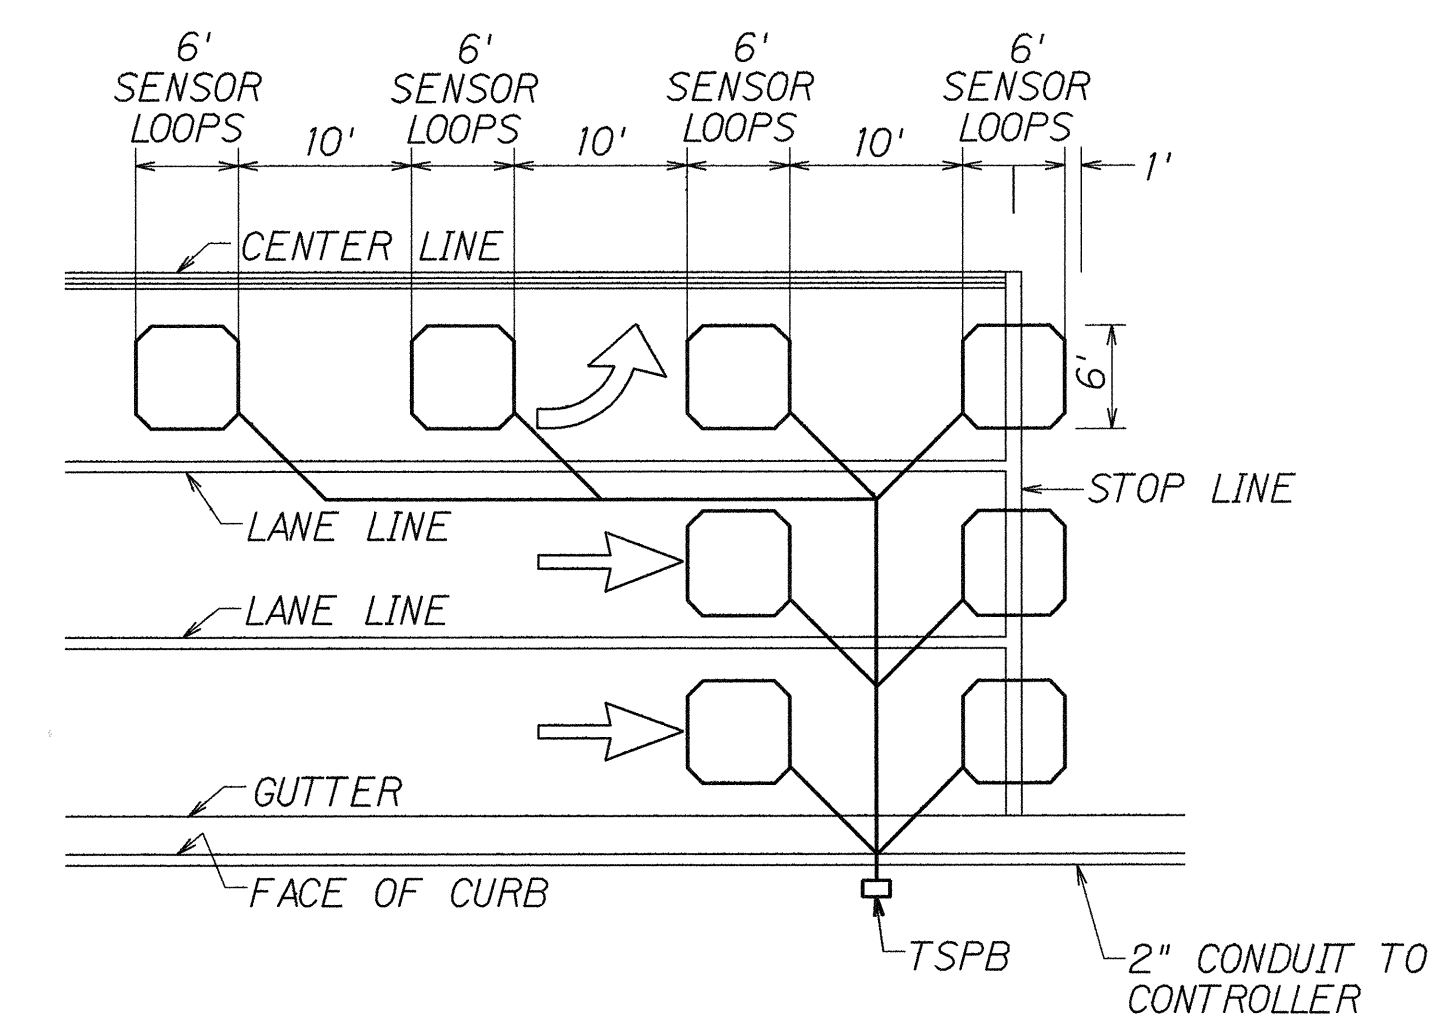 6'
SENSOR
LOOPS
6'
SENSOR
LOOPS
6'
SENSOR
LOOPS
6'
SENSOR
LOOPS
10'
10'
10'
1'
CENTER LINE
6'
STOP LINE
LANE LINE
LANE LINE
GUTTER
FACE OF CURB
TSPB
2" CONDUIT TO
CONTROLLER